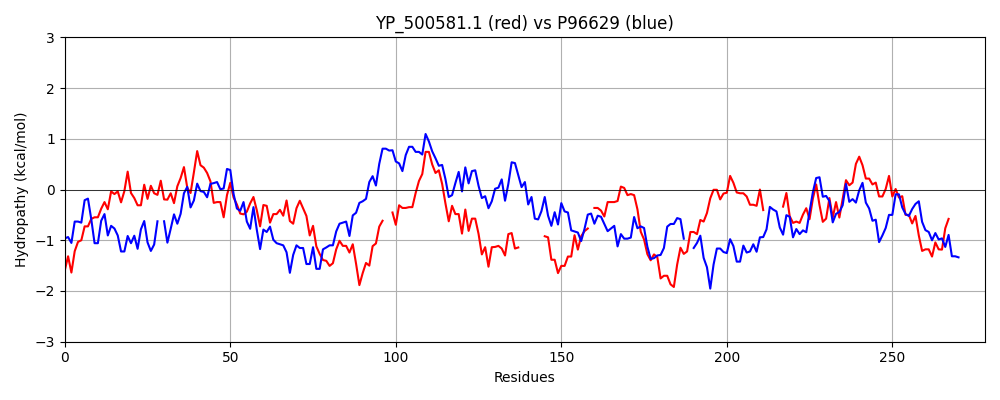 YP_500581.1 (red) vs P96629 (blue)
Hydropathy (kcal/mol)
3
2
1
0
−1
−2
−3
0 50 100 150 200 250
Residues